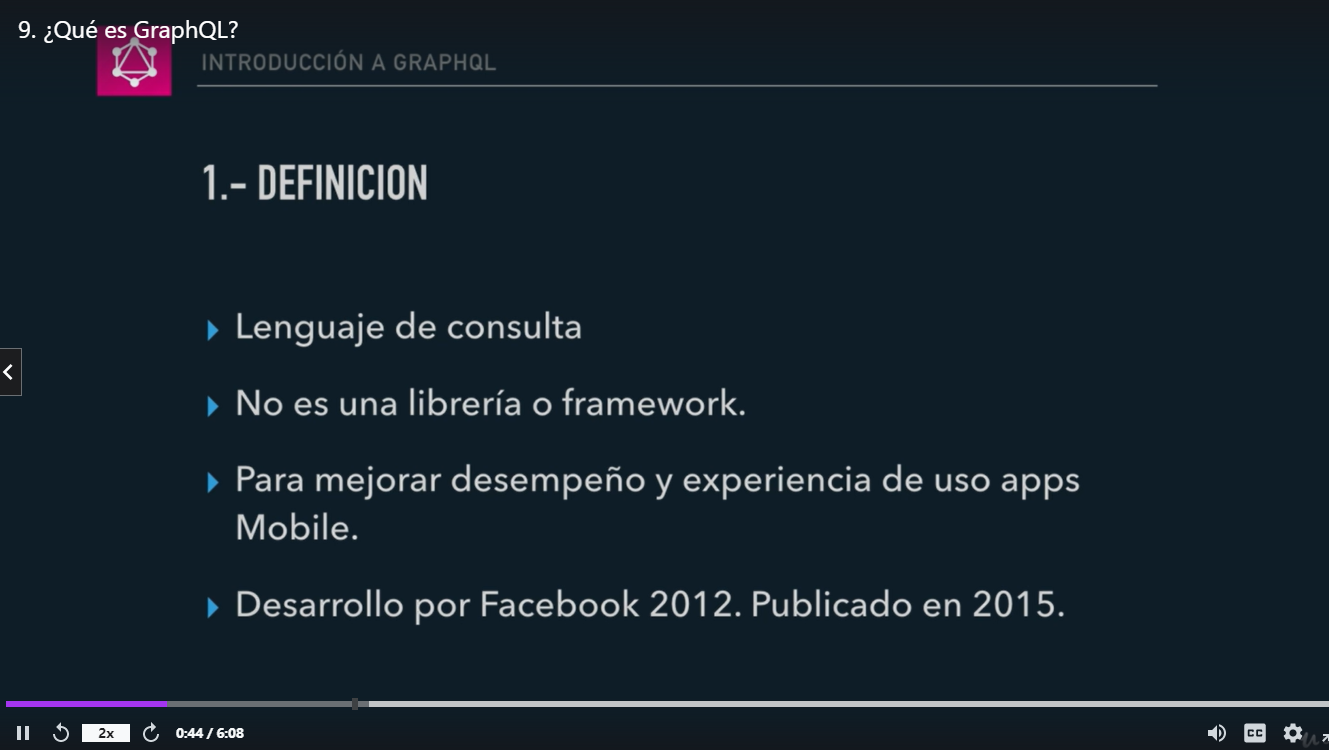 9. ¿Qué es GraphQL?
INTRODUCCIÓN A GRAPHQL
1.- DEFINICION
Lenguaje de consulta
No es una librería o framework.
Para mejorar desempeño y experiencia de uso apps
Mobile.
Desarrollo por Facebook 2012. Publicado en 2015.
2x
0:44 / 6:08
CC